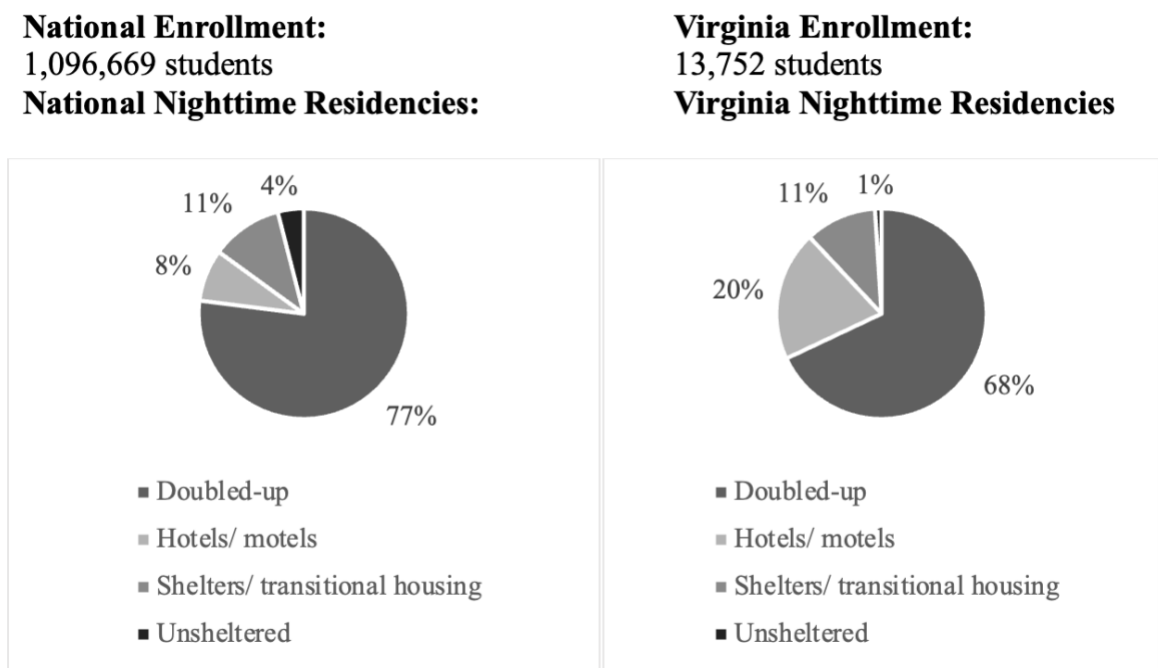 National Enrollment:
1,096,669 students
National Nighttime Residencies:
4%
11%
8%
77%
■ Doubled-up
■ Hotels/ motels
■ Shelters/ transitional housing
■ Unsheltered
Virginia Enrollment:
13,752 students
Virginia Nighttime Residencies
1%
11%
20%
68%
■ Doubled-up
■ Hotels/ motels
■ Shelters/ transitional housing
■ Unsheltered